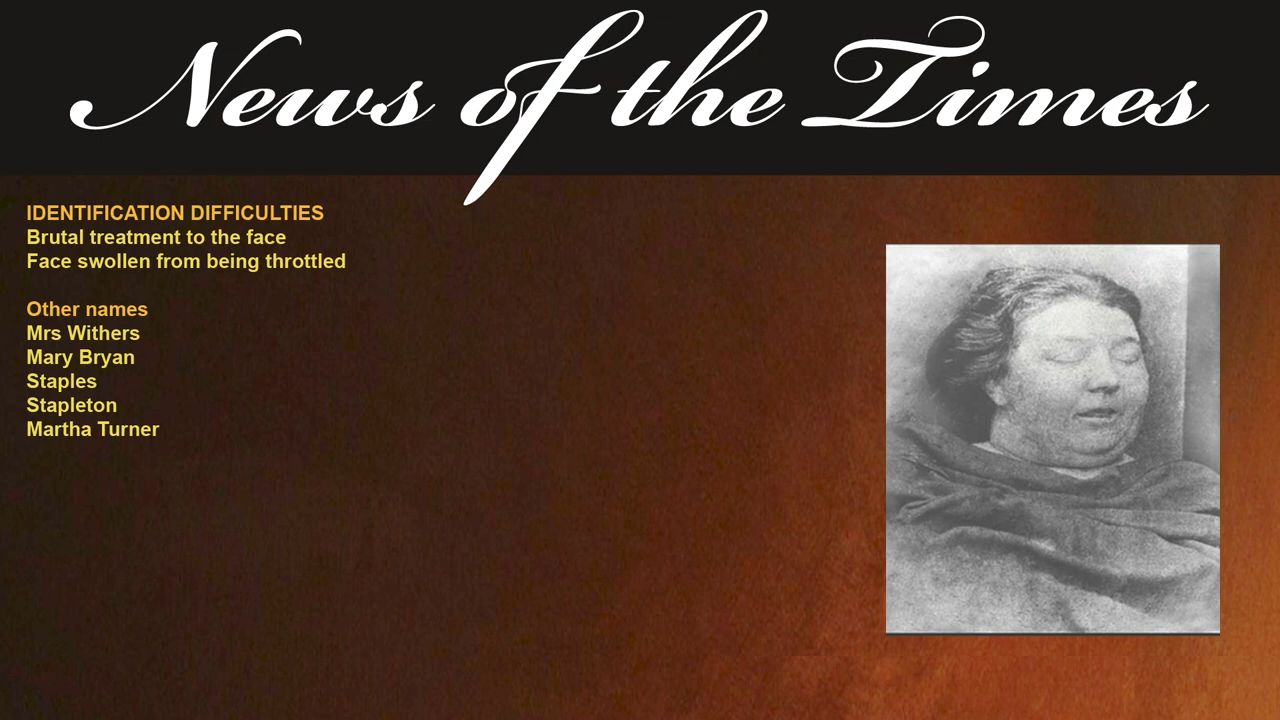 News of the Times
IDENTIFICATION DIFFICULTIES
Brutal treatment to the face
Face swollen from being throttled
Other names
Mrs Withers
Mary Bryan
Staples
Stapleton
Martha Turner